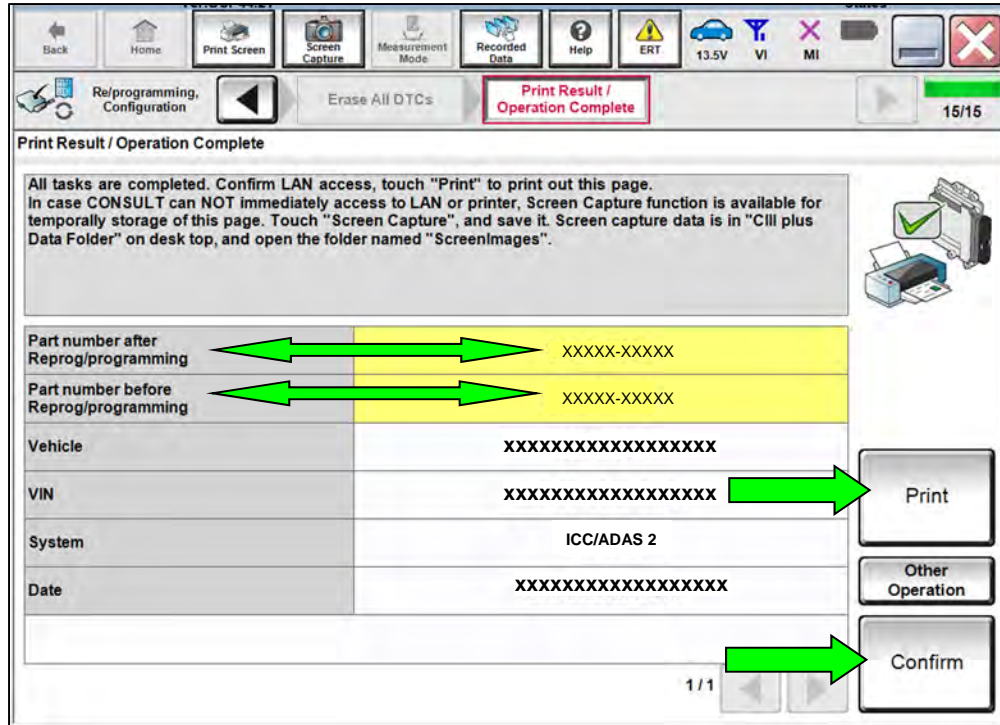 Back
Home
Print Screen
Screen
Capture
Measurement
Mode
Recorded
Data
Help
ERT
13.5V
VI
MI
Re/programming,
Configuration
Erase All DTCs
Print Result /
Operation Complete
15/15
Print Result / Operation Complete
All tasks are completed. Confirm LAN access, touch "Print" to print out this page.
In case CONSULT can NOT immediately access to LAN or printer, Screen Capture function is available for
temporally storage of this page. Touch "Screen Capture", and save it. Screen capture data is in "CIII plus
Data Folder" on desk top, and open the folder named "ScreenImages".
Part number after
Reprog/programming
XXXXX-XXXXX
Part number before
Reprog/programming
XXXXX-XXXXX
Vehicle
XXXXXXXXXXXXXXXXXX
VIN
XXXXXXXXXXXXXXXXXX
Print
System
ICC/ADAS 2
Other
Operation
Date
XXXXXXXXXXXXXXXXXX
Confirm
1/1